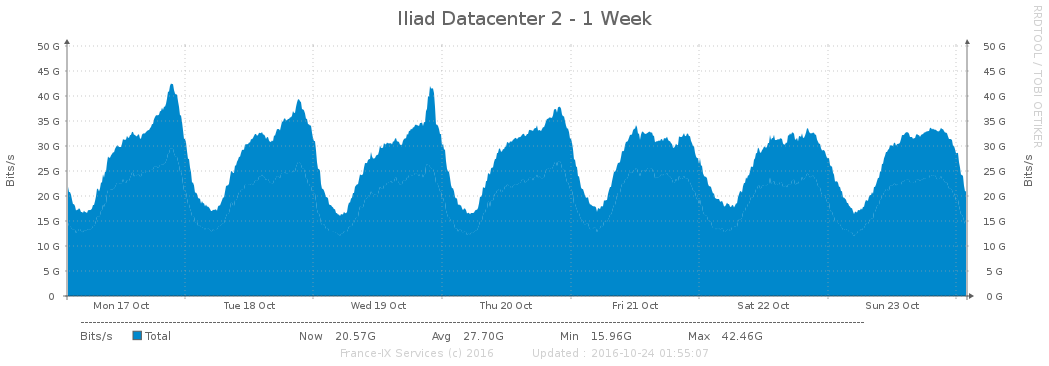 Iliad Datacenter 2 - 1 Week
RRDTOOL / TOBI OETIKER
Bits/s
50 G 50 G
45 G 45 G
40 G 40 G
35 G 35 G
30 G 30 G
25 G 25 G
20 G 20 G
15 G 15 G
10 G 10 G
5 G 5 G
0 0 G
Bits/s
Mon 17 Oct Tue 18 Oct Wed 19 Oct Thu 20 Oct Fri 21 Oct Sat 22 Oct Sun 23 Oct
Bits/s Total Now 20.57G Avg 27.70G Min 15.96G Max 42.46G
France-IX Services (c) 2016 Updated : 2016-10-24 01:55:07